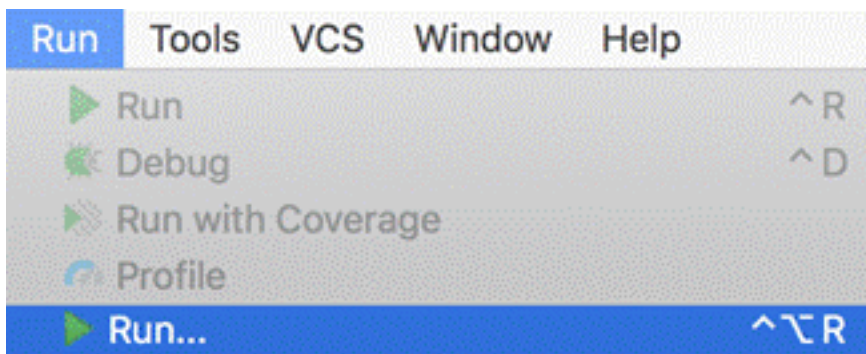 Run Tools VCS Window Help
Run ^R
Debug ^D
Run with Coverage
Profile
Run... ^⌥R